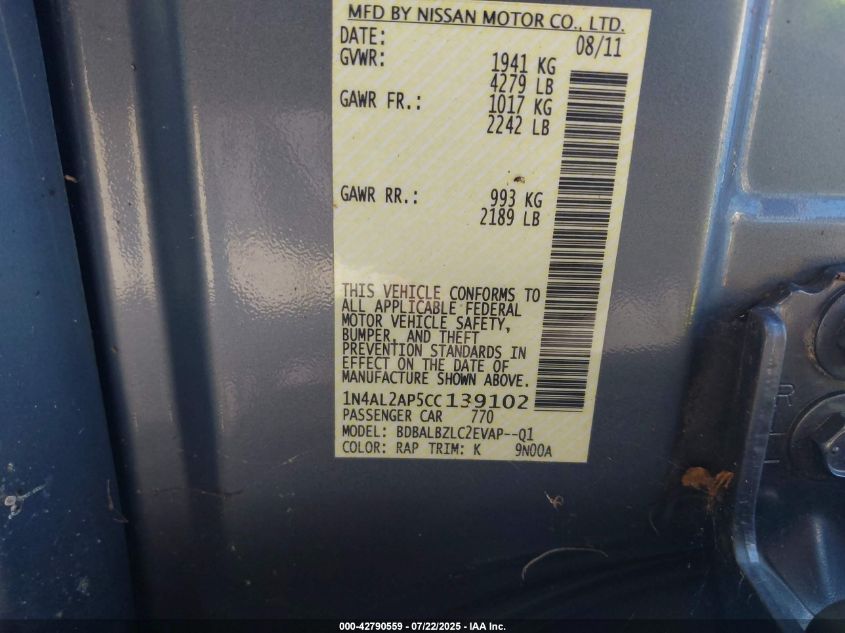 MFD BY NISSAN MOTOR CO., LTD.
DATE: 08/11
GVWR: 1941 KG
4279 LB
GAWR FR.: 1017 KG
2242 LB
GAWR RR.: 993 KG
2189 LB
THIS VEHICLE CONFORMS TO
ALL APPLICABLE FEDERAL
MOTOR VEHICLE SAFETY,
BUMPER, AND THEFT
PREVENTION STANDARDS IN
EFFECT ON THE DATE OF
MANUFACTURE SHOWN ABOVE.
1N4AL2AP5CC139102
PASSENGER CAR 770
MODEL: BDBALBZLC2EVAP--Q1
COLOR: RAP TRIM: K 9N00A
000-42790559 / 07/22/2025 - IAA Inc.